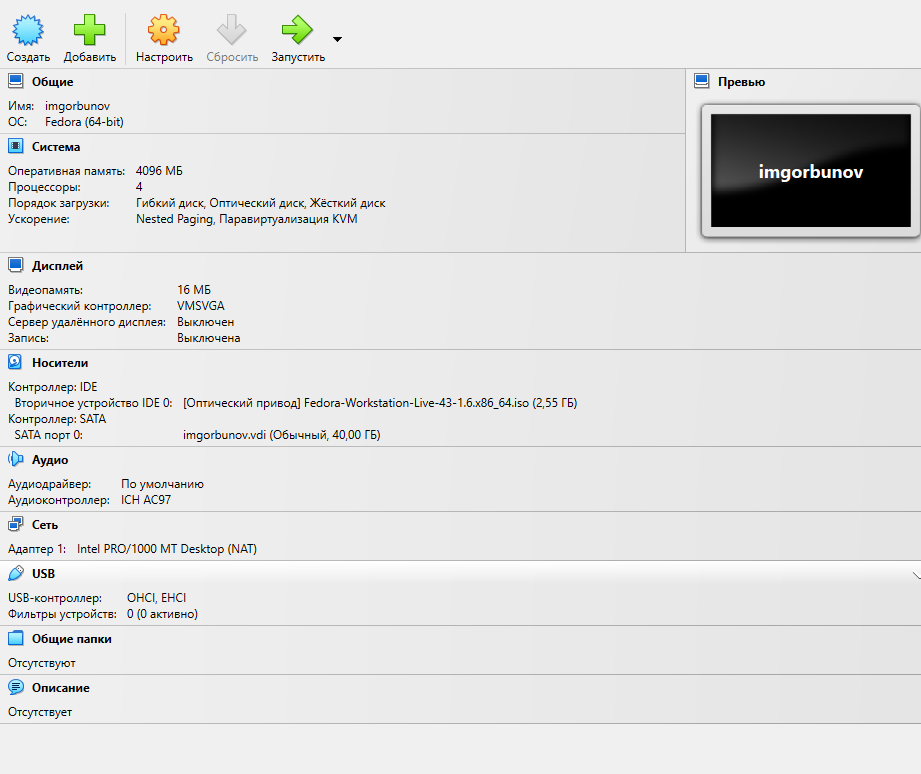 Создать Добавить Настроить Сбросить Запустить
Общие
Имя: imgorbunov
ОС: Fedora (64-bit)
Превью
imgorbunov
Система
Оперативная память: 4096 МБ
Процессоры: 4
Порядок загрузки: Гибкий диск, Оптический диск, Жёсткий диск
Ускорение: Nested Paging, Паравиртуализация KVM
Дисплей
Видеопамять: 16 МБ
Графический контроллер: VMSVGA
Сервер удалённого дисплея: Выключен
Запись: Выключена
Носители
Контроллер: IDE
Вторичное устройство IDE 0: [Оптический привод] Fedora-Workstation-Live-43-1.6.x86_64.iso (2,55 ГБ)
Контроллер: SATA
SATA порт 0: imgorbunov.vdi (Обычный, 40,00 ГБ)
Аудио
Аудиодрайвер: По умолчанию
Аудиоконтроллер: ICH AC97
Сеть
Адаптер 1: Intel PRO/1000 MT Desktop (NAT)
USB
USB-контроллер: OHCI, EHCI
Фильтры устройств: 0 (0 активно)
Общие папки
Отсутствуют
Описание
Отсутствует